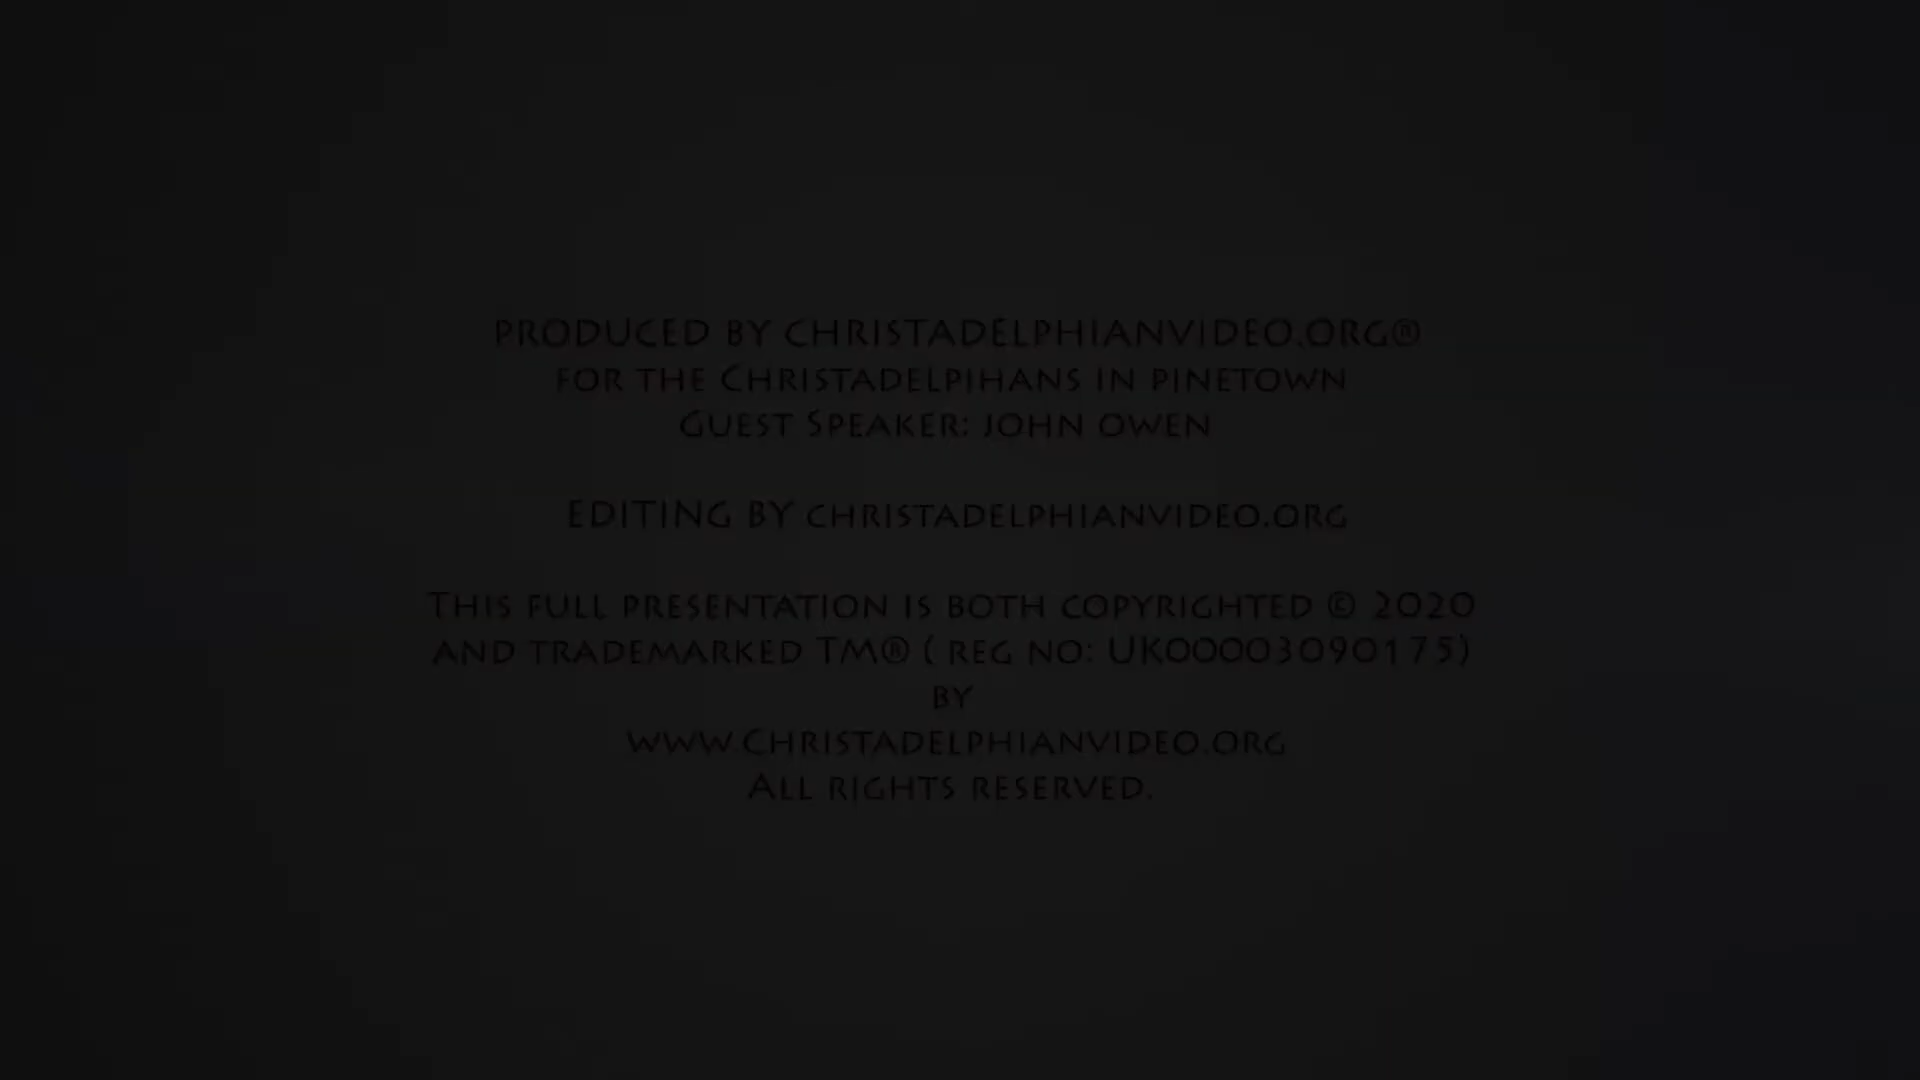 PRODUCED BY CHRISTADELPHIANVIDEO.ORG®
FOR THE CHRISTADELPIHANS IN PINETOWN
GUEST SPEAKER: JOHN OWEN
EDITING BY CHRISTADELPHIANVIDEO.ORG
THIS FULL PRESENTATION IS BOTH COPYRIGHTED © 2020
AND TRADEMARKED TM® ( REG NO: UK00003090175)
BY
WWW.CHRISTADELPHIANVIDEO.ORG
ALL RIGHTS RESERVED.